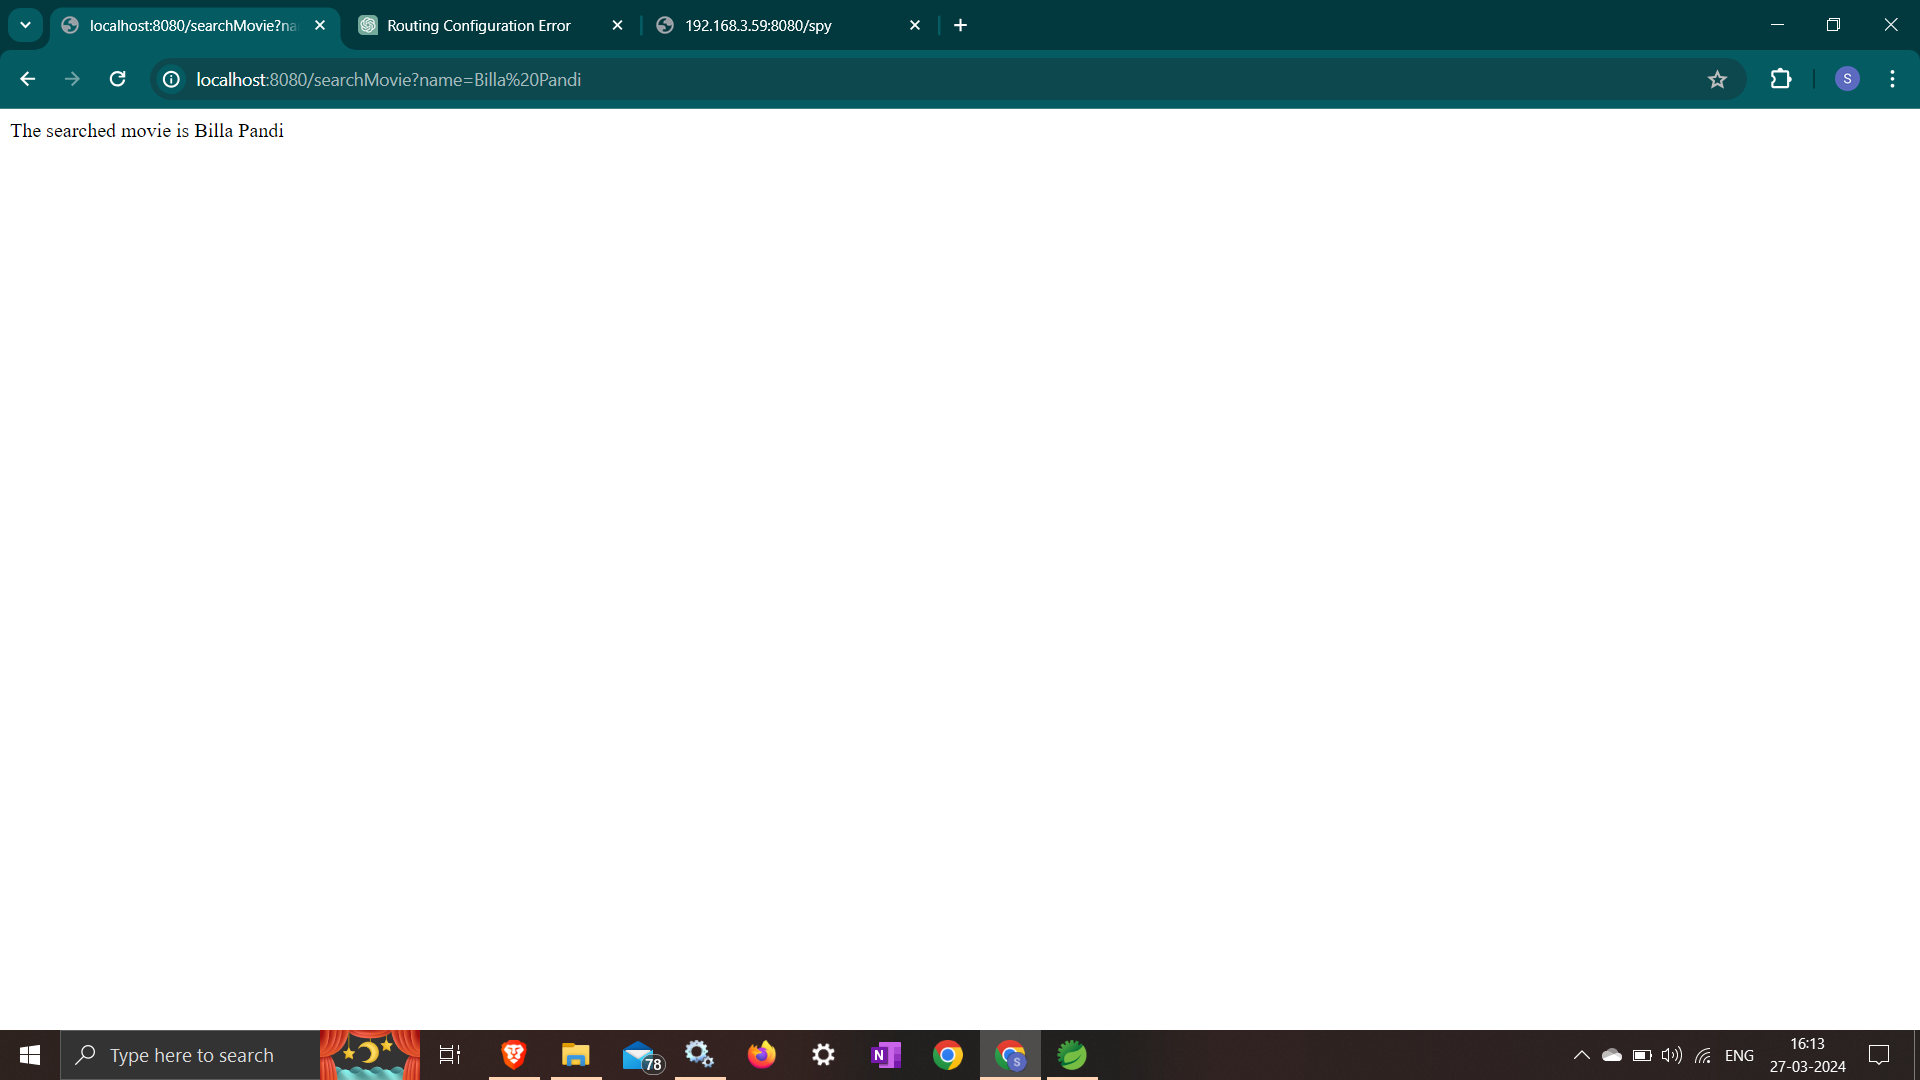 localhost:8080/searchMovie?na
Routing Configuration Error
192.168.3.59:8080/spy
localhost:8080/searchMovie?name=Billa%20Pandi
S
The searched movie is Billa Pandi
Type here to search
78
N
S
ENG
16:13
27-03-2024